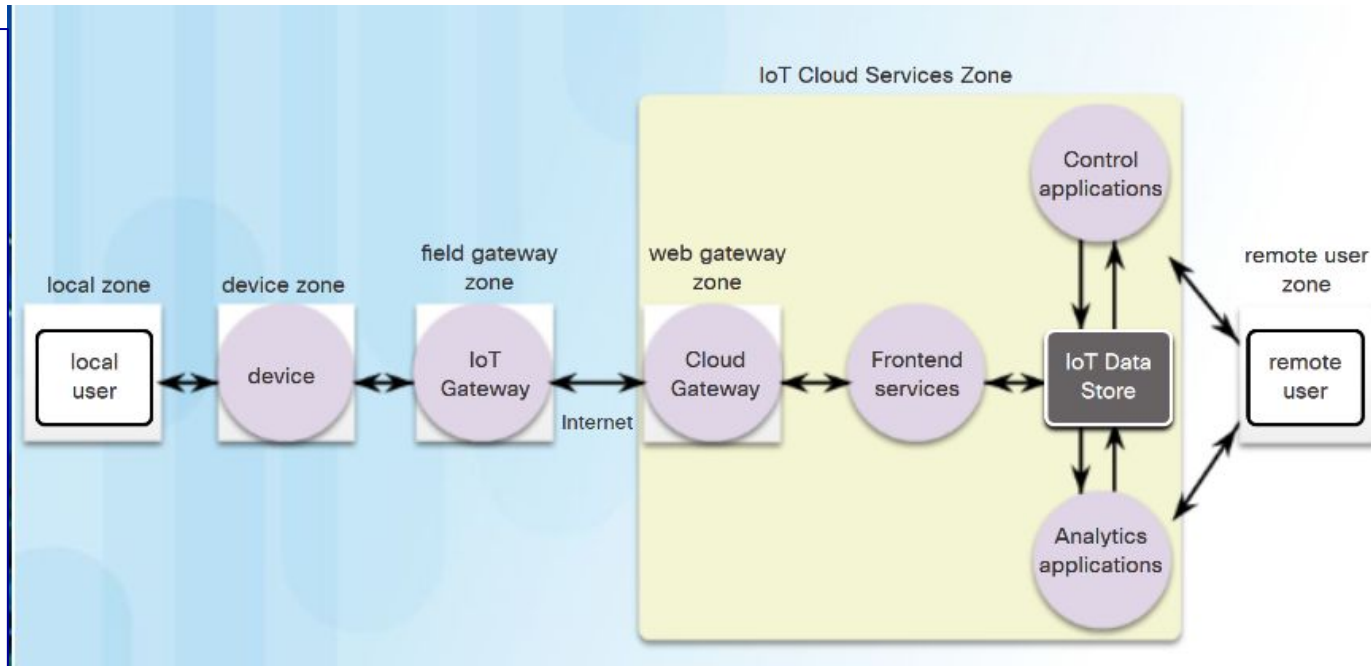 IoT Cloud Services Zone
Control
applications
field gateway
zone
web gateway
zone
remote user
zone
local zone
device zone
local
user
device
IoT
Gateway
Internet
Cloud
Gateway
Frontend
services
IoT Data
Store
remote
user
Analytics
applications